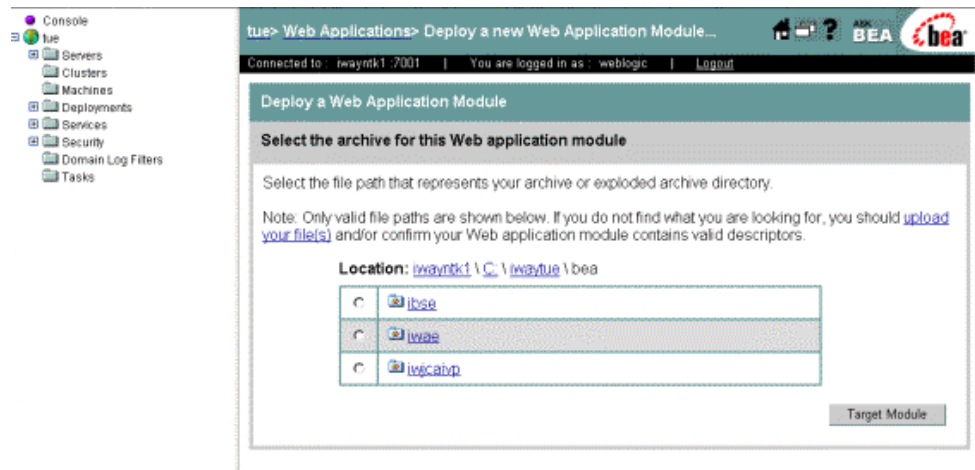 Console
tue
Servers
Clusters
Machines
Deployments
Services
Security
Domain Log Filters
Tasks
tue> Web Applications> Deploy a new Web Application Module...
ASK BEA
bea
Connected to : iwayntk1 :7001 | You are logged in as : weblogic | Logout
Deploy a Web Application Module
Select the archive for this Web application module
Select the file path that represents your archive or exploded archive directory.
Note: Only valid file paths are shown below. If you do not find what you are looking for, you should upload
your file(s) and/or confirm your Web application module contains valid descriptors.
Location: iwayntk1 \ C: \ iwaytue \ bea
ibse
iwae
iwjcaivp
Target Module